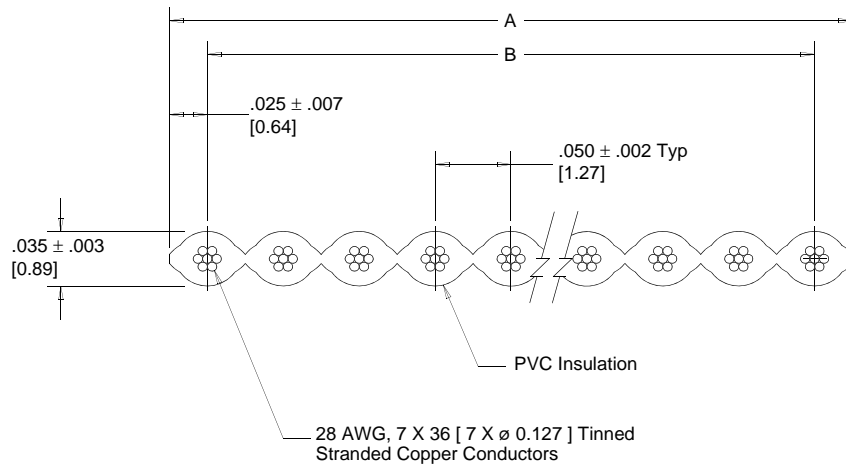 A
B
.025 ± .007
[0.64]
.050 ± .002 Typ
[1.27]
.035 ± .003
[0.89]
PVC Insulation
28 AWG, 7 X 36 [ 7 X ø 0.127 ] Tinned
Stranded Copper Conductors